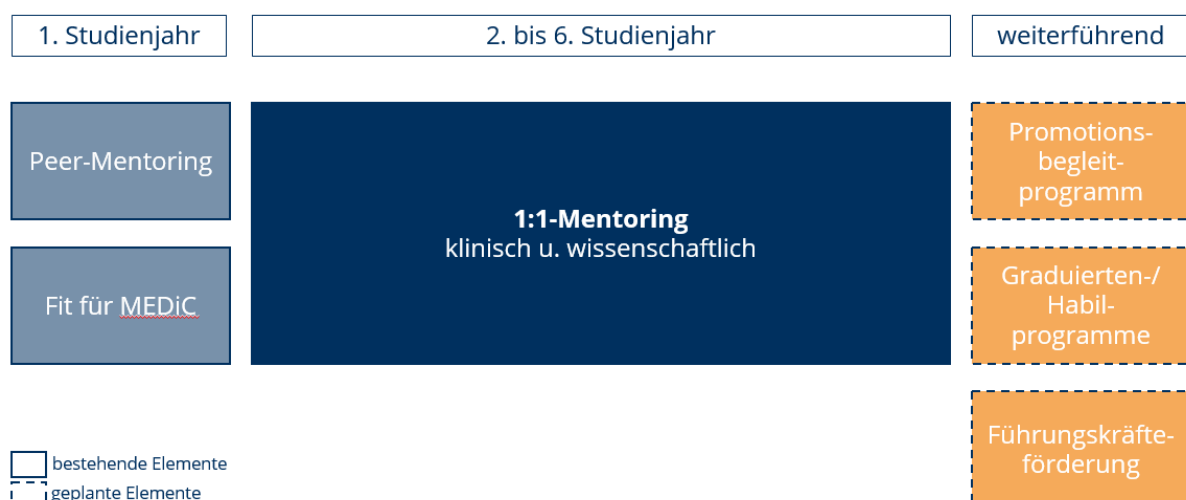 1. Studienjahr
2. bis 6. Studienjahr
weiterführend
Peer-Mentoring
Fit für MEDiC
1:1-Mentoring
klinisch u. wissenschaftlich
Promotions-
begleit-
programm
Graduierten-/
Habil-
programme
Führungskräfte-
förderung
bestehende Elemente
geplante Elemente